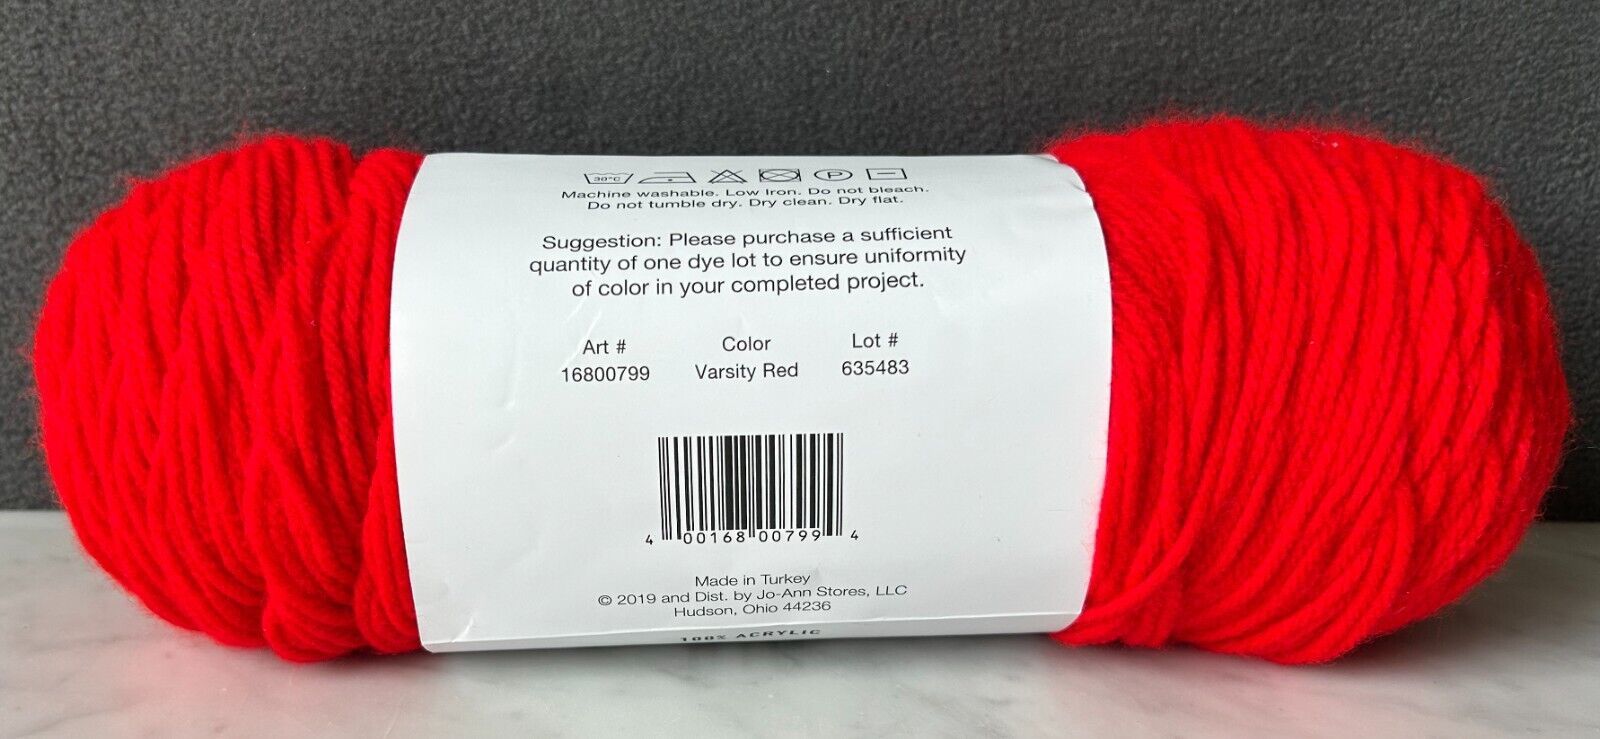 30°C P
Machine washable. Low Iron. Do not bleach.
Do not tumble dry. Dry clean. Dry flat.
Suggestion: Please purchase a sufficient
quantity of one dye lot to ensure uniformity
of color in your completed project.
Art # Color Lot #
16800799 Varsity Red 635483
4 00168 00799 4
Made in Turkey
© 2019 and Dist. by Jo-Ann Stores, LLC
Hudson, Ohio 44236
100% ACRYLIC